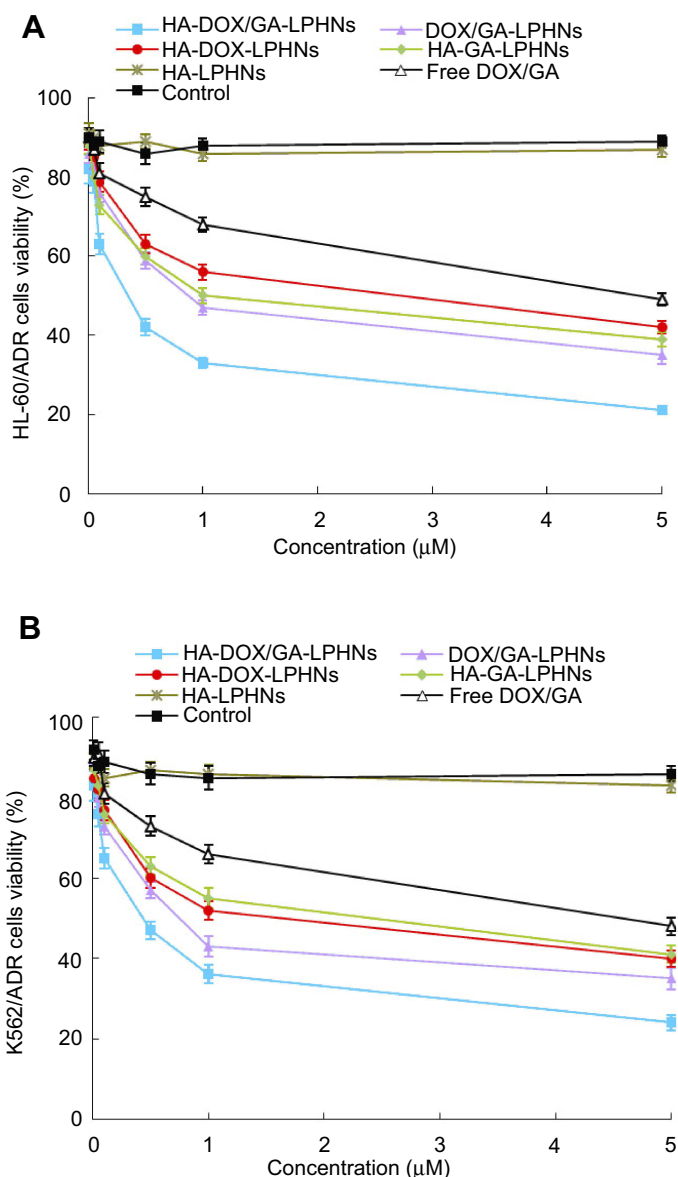 A
HA-DOX/GA-LPHNs DOX/GA-LPHNs
HA-DOX-LPHNs HA-GA-LPHNs
HA-LPHNs Free DOX/GA
Control
100
80
60
40
20
0
HL-60/ADR cells viability (%)
0 1 2 3 4 5
Concentration (μM)
B
HA-DOX/GA-LPHNs DOX/GA-LPHNs
HA-DOX-LPHNs HA-GA-LPHNs
HA-LPHNs Free DOX/GA
Control
100
80
60
40
20
0
K562/ADR cells viability (%)
0 1 2 3 4 5
Concentration (μM)